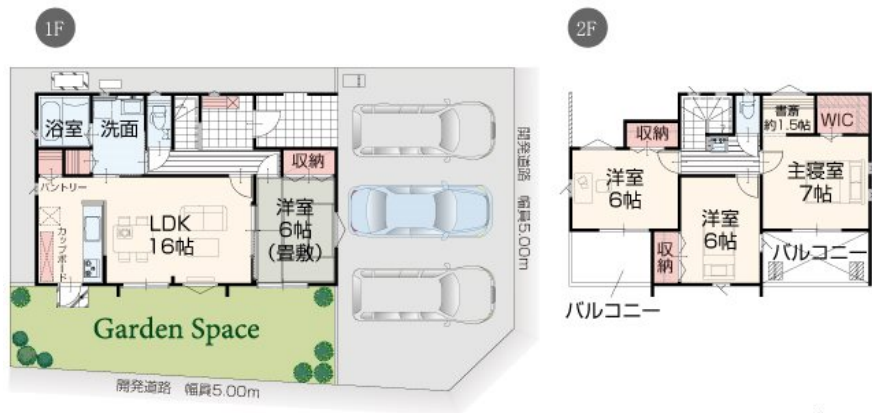 1F
浴室
洗面
収納
パントリー
カップボード
LDK
16帖
洋室
6帖
(畳敷)
Garden Space
開発道路 幅員5.00m
開発道路 幅員5.00m
2F
収納
書斎
約1.5帖
WIC
洋室
6帖
主寝室
7帖
洋室
6帖
収納
バルコニー
バルコニー